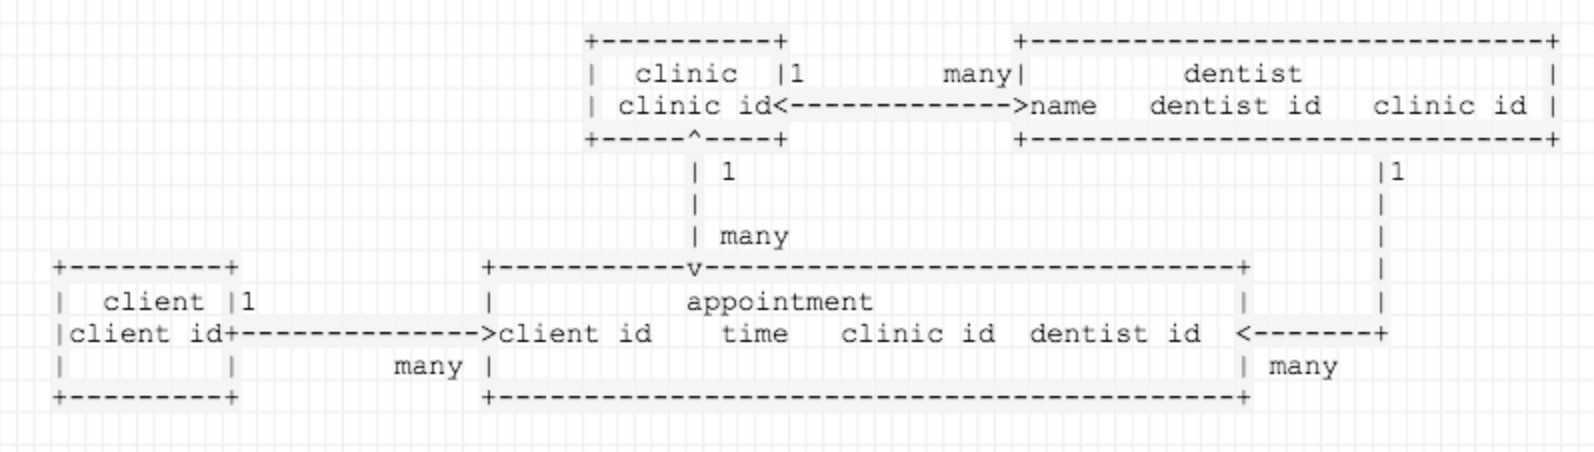 +----------+             +-------------------------------+
|  clinic  |1        many|         dentist              |
| clinic id<------------->name   dentist id   clinic id |
+-----^----+             +-------------------------------+
| 1                                       |1
|                                         |
| many                                    |
+---------+              +-----------v-------------------------------+        |
|  client |1             |           appointment                     |        |
|client id+-------------->client id    time   clinic id  dentist id  <-------+
|         |         many |                                           | many
+---------+              +-------------------------------------------+